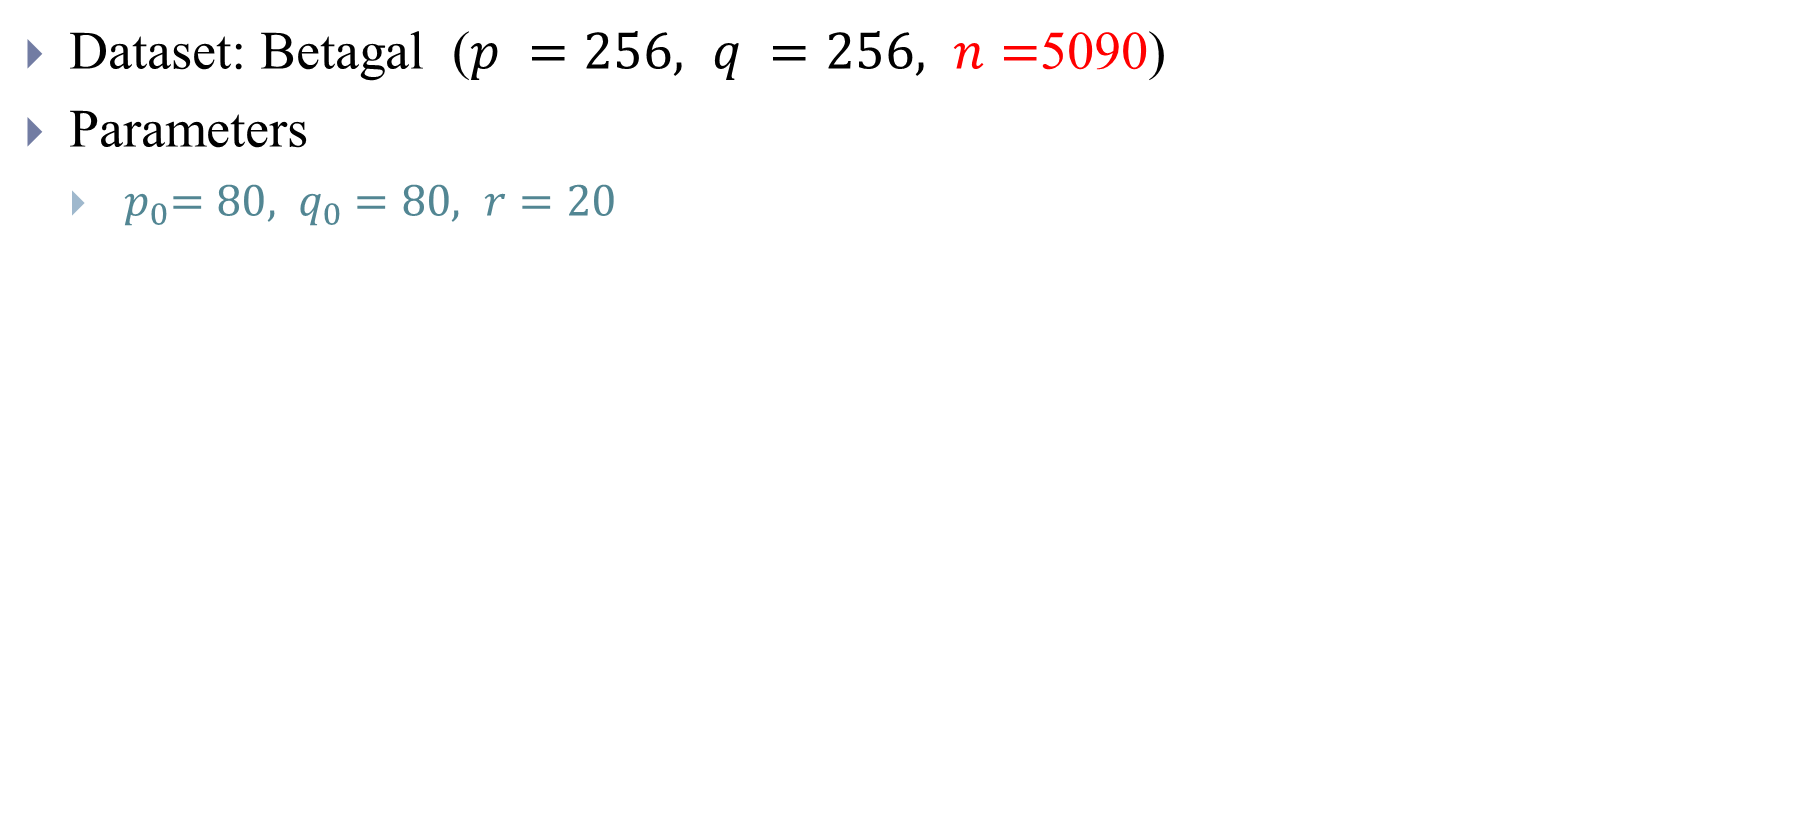 Dataset: Betagal (p = 256, q = 256, n =5090)
Parameters
p₀= 80, q₀ = 80, r = 20